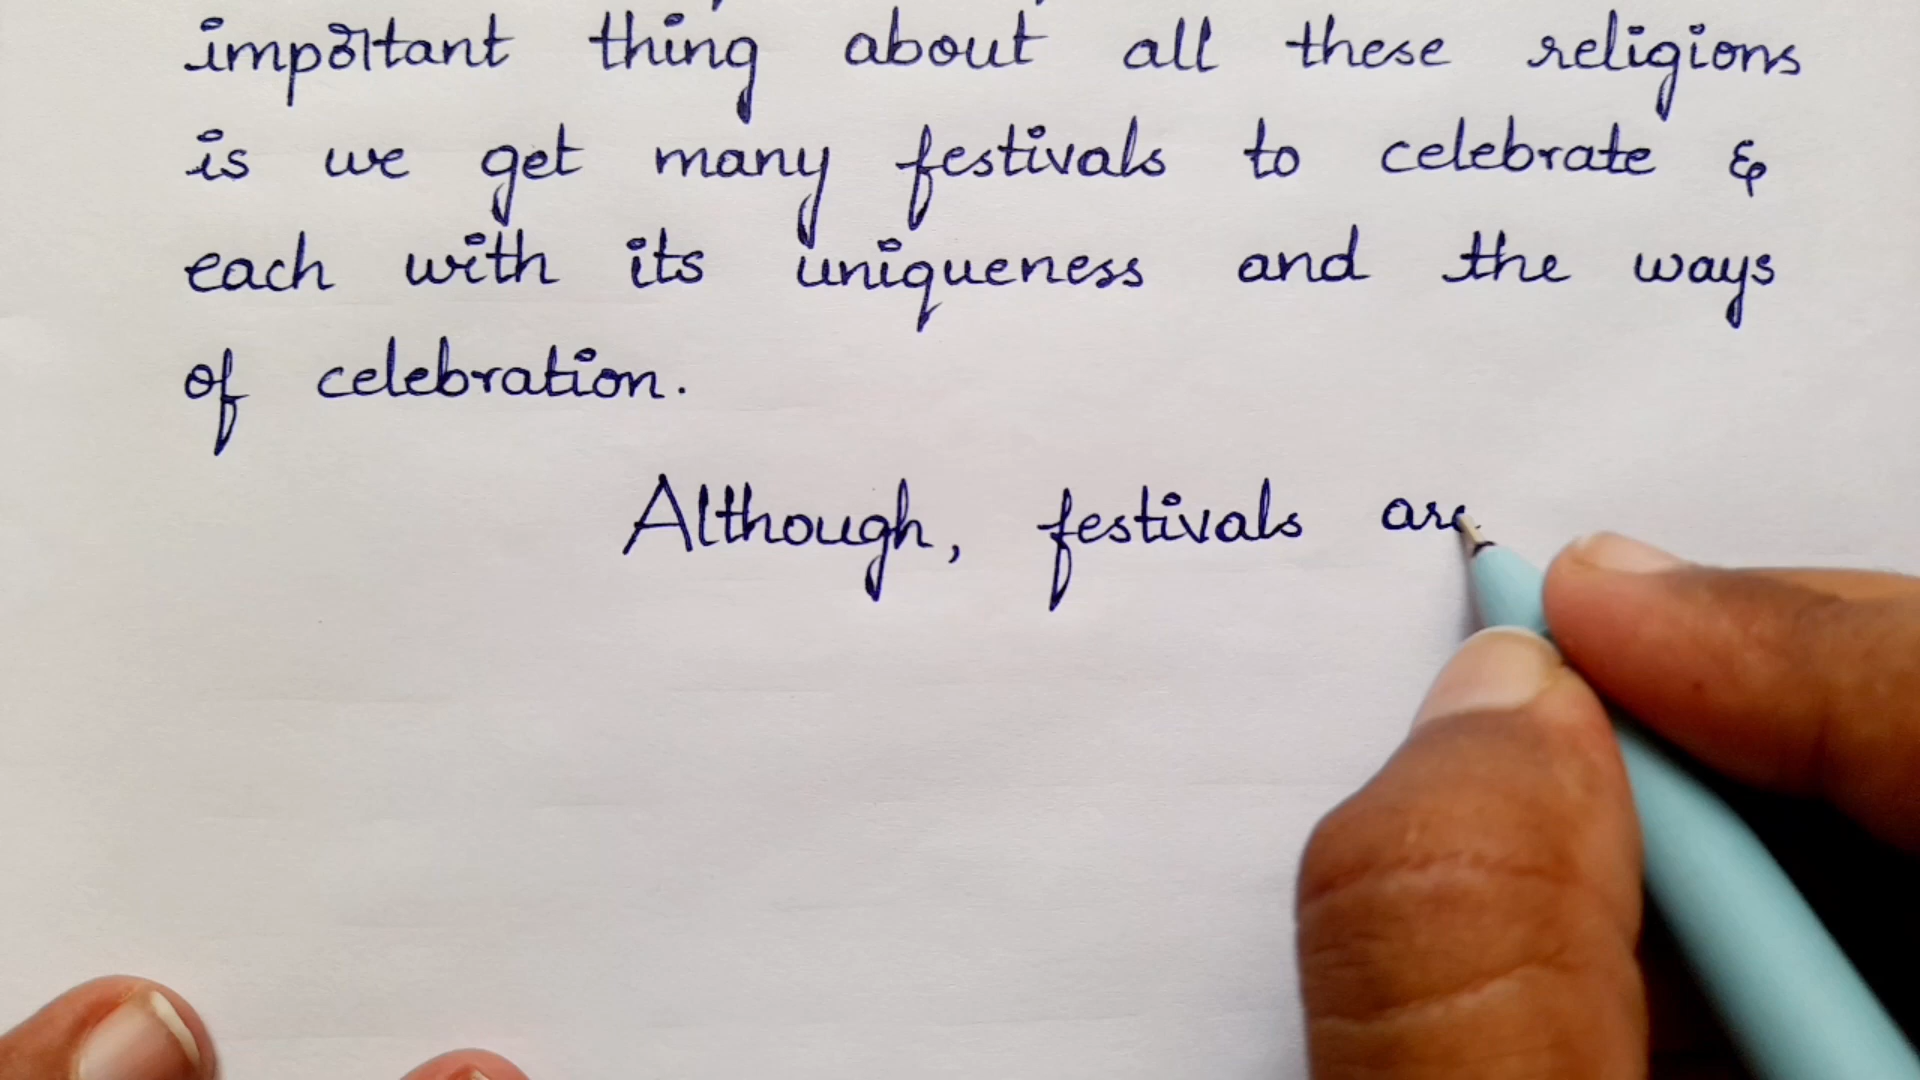 important thing about all these religions
is we get many festivals to celebrate &
each with its uniqueness and the ways
of celebration.
Although, festivals are